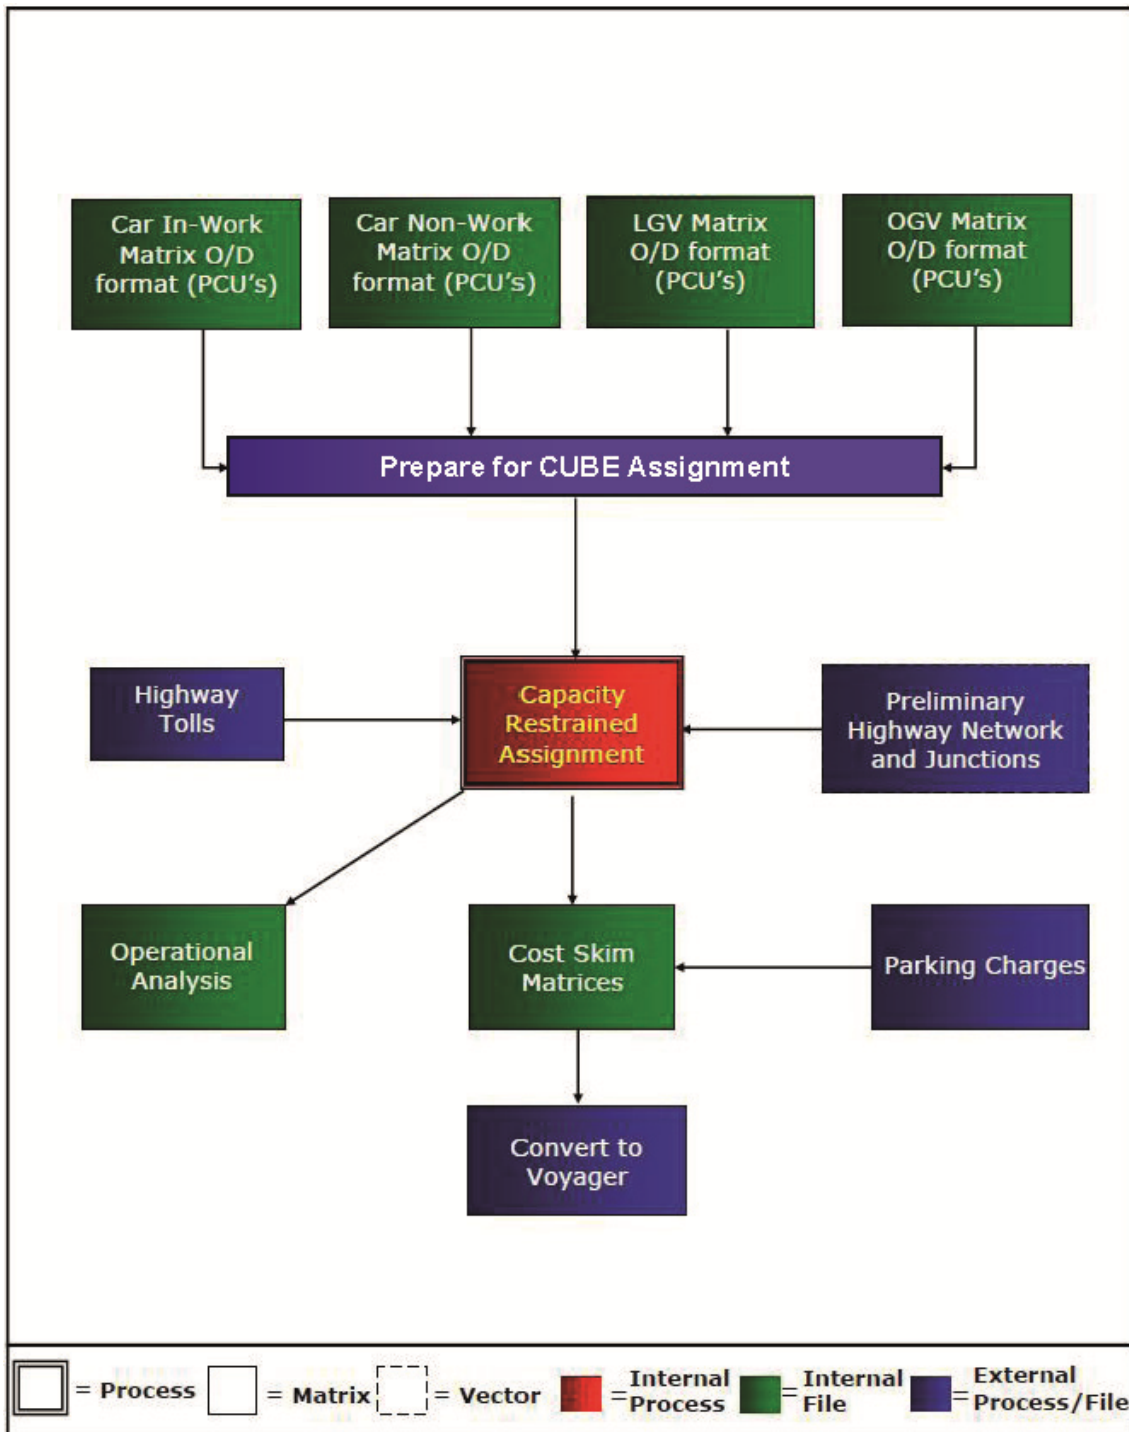 Car In-Work
Matrix O/D
format (PCU's)
Car Non-Work
Matrix O/D
format (PCU's)
LGV Matrix
O/D format
(PCU's)
OGV Matrix
O/D format
(PCU's)
Prepare for CUBE Assignment
Highway
Tolls
Capacity
Restrained
Assignment
Preliminary
Highway Network
and Junctions
Operational
Analysis
Cost Skim
Matrices
Parking Charges
Convert to
Voyager
= Process
= Matrix
= Vector
= Internal
Process
= Internal
File
= External
Process/File